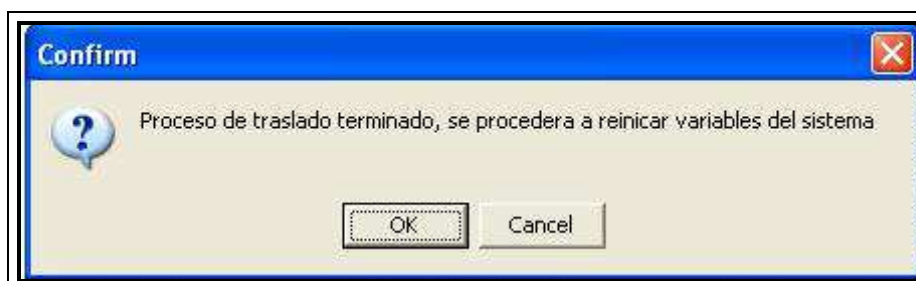 Confirm
Proceso de traslado terminado, se procedera a reinicar variables del sistema
OK
Cancel